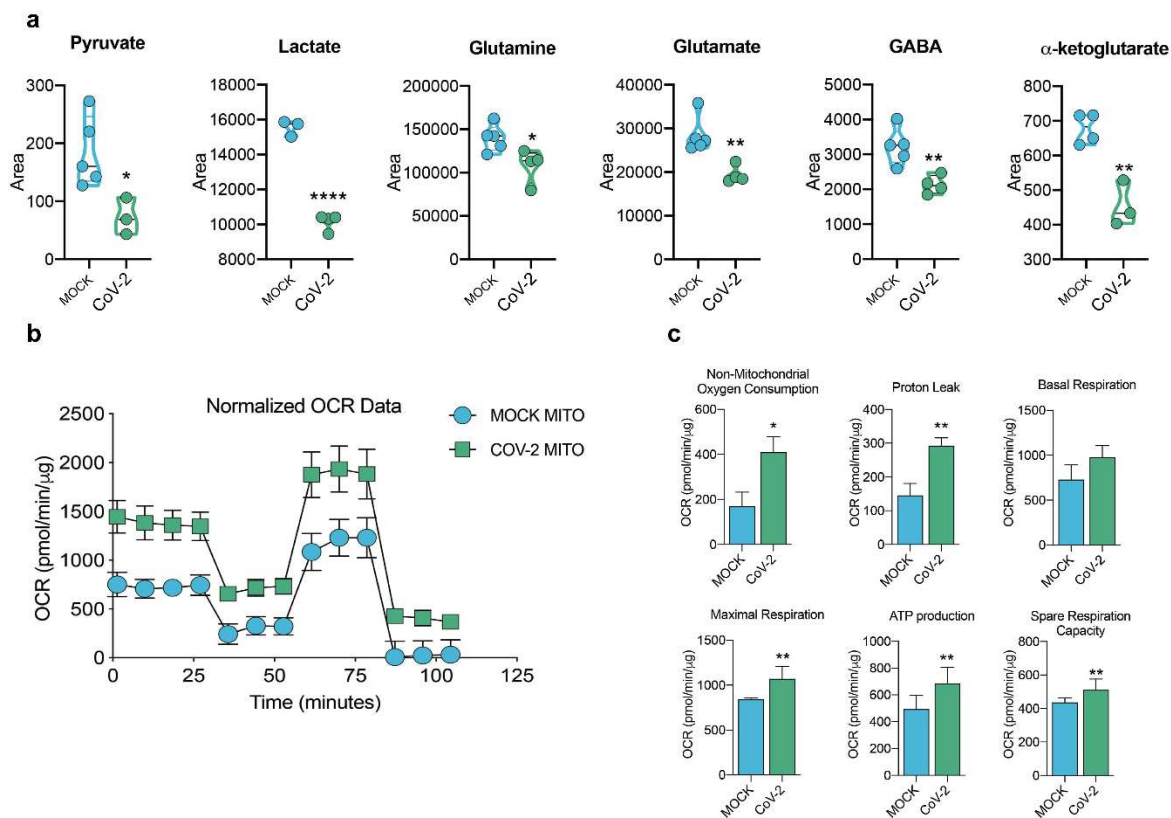 a
Pyruvate
Lactate
Glutamine
Glutamate
GABA
α-ketoglutarate
Area
300
200
100
0
MOCK
CoV-2
*
Area
18000
16000
14000
12000
10000
8000
MOCK
CoV-2
****
Area
200000
150000
100000
50000
0
MOCK
CoV-2
*
Area
40000
30000
20000
10000
0
MOCK
CoV-2
**
Area
5000
4000
3000
2000
1000
0
MOCK
CoV-2
**
Area
800
700
600
500
400
300
MOCK
CoV-2
**
b
Normalized OCR Data
MOCK MITO
COV-2 MITO
OCR (pmol/min/µg)
2500
2000
1500
1000
500
0
0
25
50
75
100
125
Time (minutes)
c
Non-Mitochondrial
Oxygen Consumption
OCR (pmol/min/µg)
600
400
200
0
*
MOCK
CoV-2
Proton Leak
OCR (pmol/min/µg)
400
300
200
100
0
**
MOCK
CoV-2
Basal Respiration
OCR (pmol/min/µg)
1500
1000
500
0
MOCK
CoV-2
Maximal Respiration
OCR (pmol/min/µg)
1500
1000
500
0
**
MOCK
CoV-2
ATP production
OCR (pmol/min/µg)
1000
800
600
400
200
0
**
MOCK
CoV-2
Spare Respiration
Capacity
OCR (pmol/min/µg)
800
600
400
200
0
**
MOCK
CoV-2